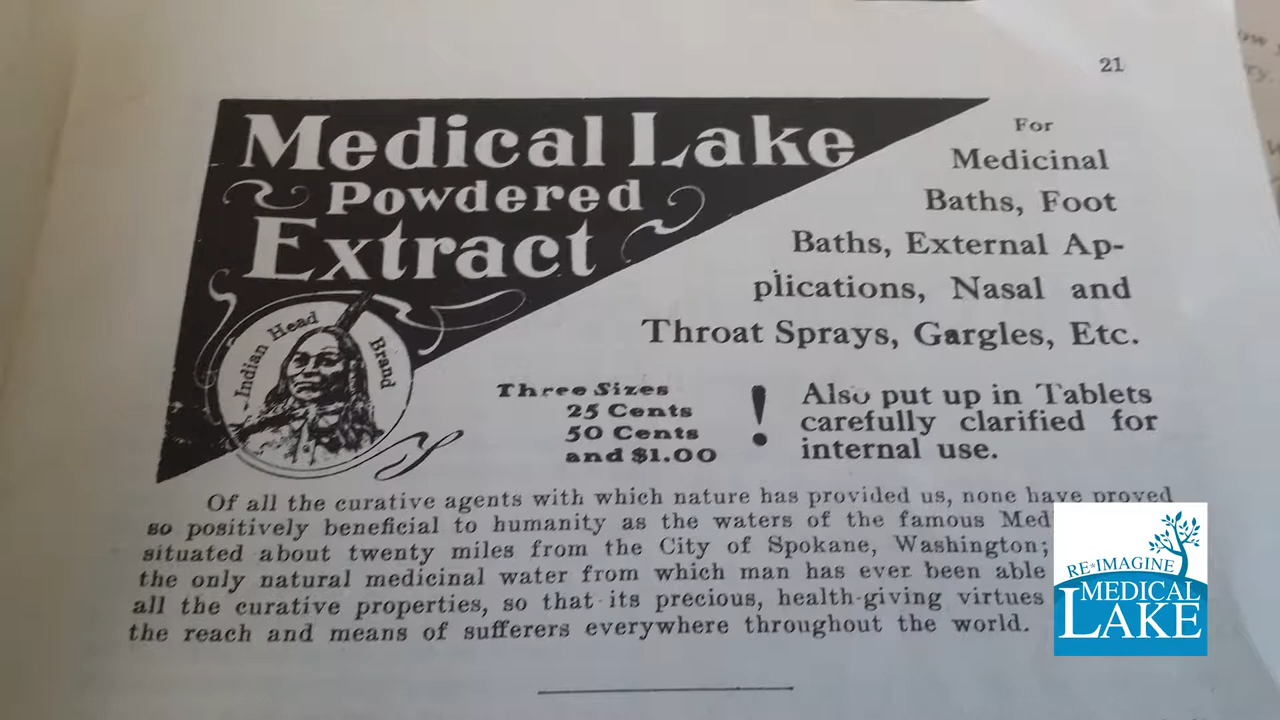 21
Medical Lake
Powdered
Extract
Indian Head Brand
For
Medicinal
Baths, Foot
Baths, External Ap-
plications, Nasal and
Throat Sprays, Gargles, Etc.
Three Sizes
25 Cents
50 Cents
and $1.00
!
Also put up in Tablets
carefully clarified for
internal use.
Of all the curative agents with which nature has provided us, none have proved
so positively beneficial to humanity as the waters of the famous Med
situated about twenty miles from the City of Spokane, Washington;
the only natural medicinal water from which man has ever been able
all the curative properties, so that its precious, health-giving virtues
the reach and means of sufferers everywhere throughout the world.
RE*IMAGINE
MEDICAL
LAKE